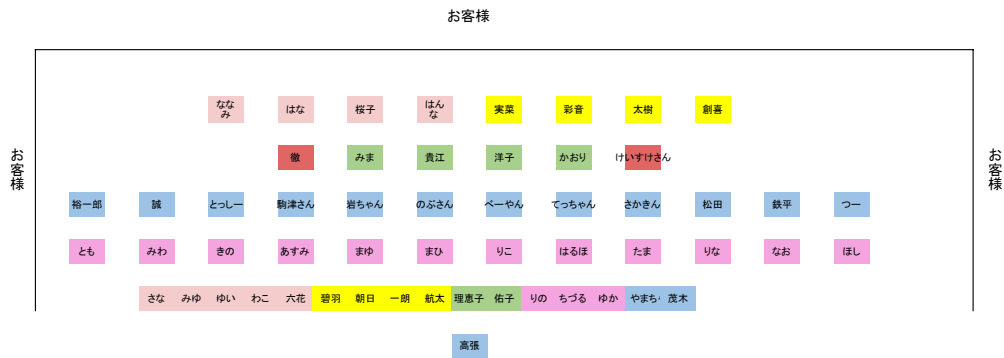 お客様
ななみ はな 桜子 はんな 実菜 彩音 太樹 創喜
お客様 お客様
徹 みま 貴江 洋子 かおり けいすけさん
裕一郎 誠 とっしー 駒津さん 岩ちゃん のぶさん べーやん てっちゃん さかきん 松田 鉄平 つー
とも みわ きの あすみ まゆ まひ りこ はるほ たま りな なお ほし
さな みゆ ゆい わこ 六花 碧羽 朝日 一朗 航太 理恵子 佑子 りの ちづる ゆか やまち 茂木
高張